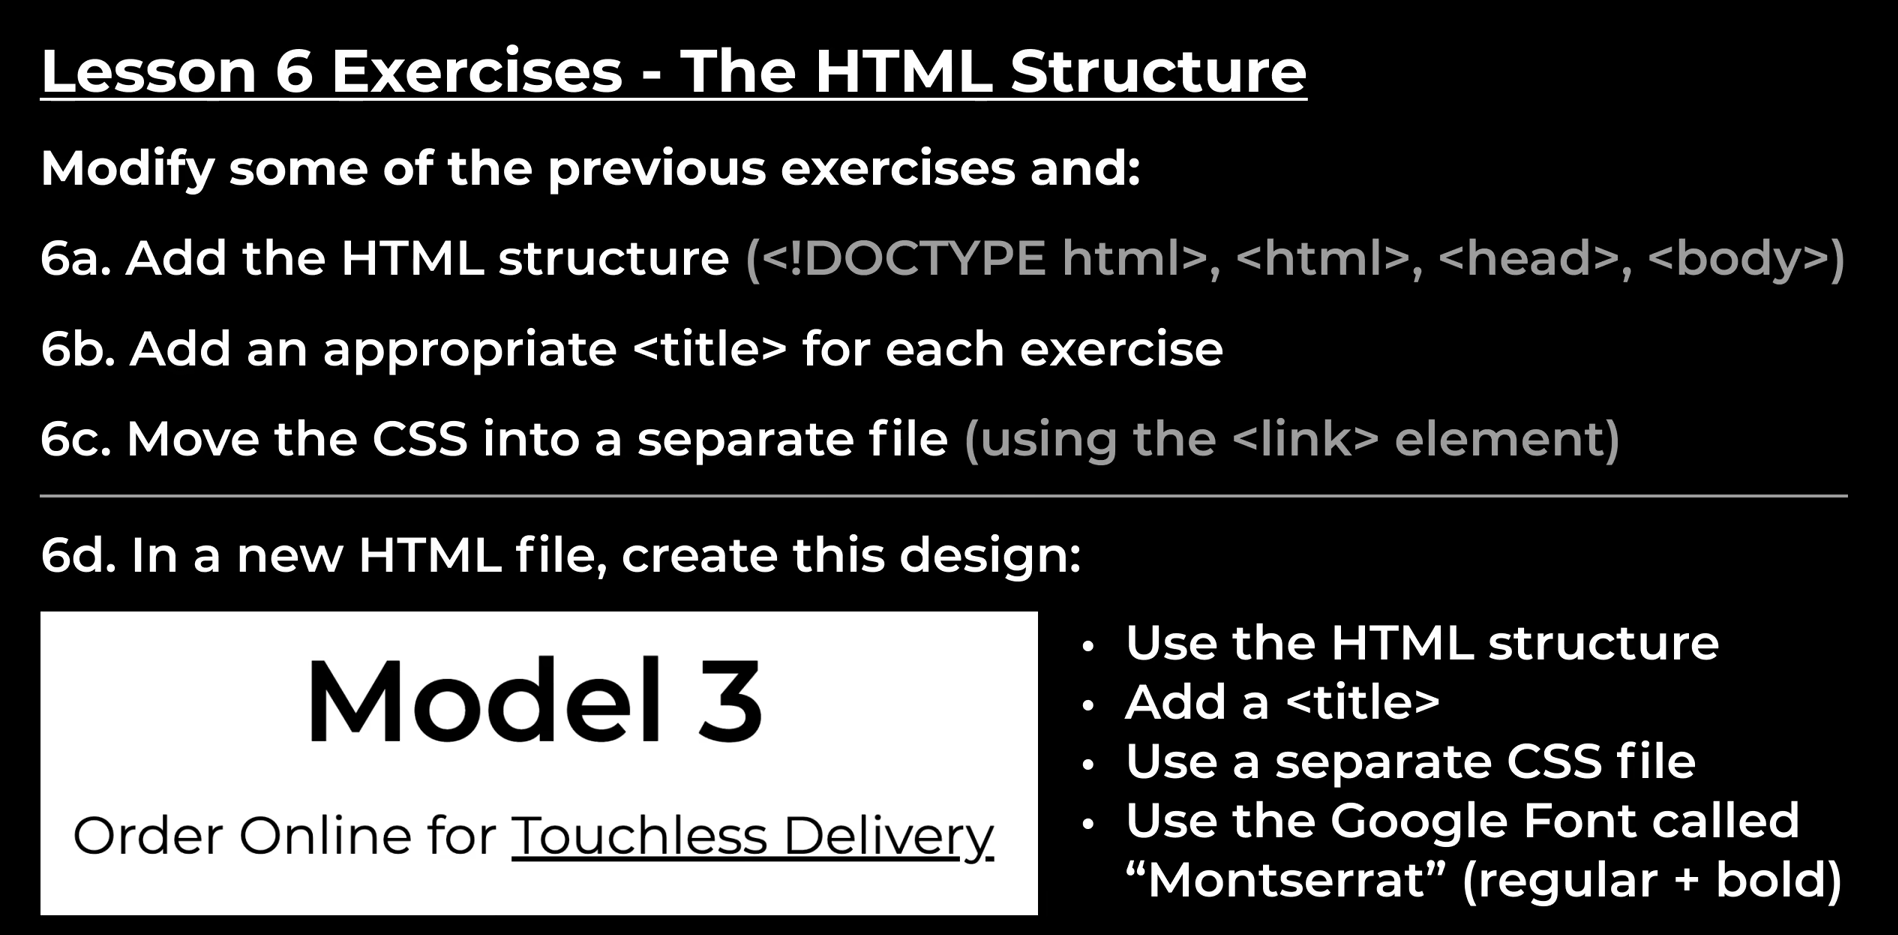 Lesson 6 Exercises - The HTML Structure
Modify some of the previous exercises and:
6a. Add the HTML structure (<!DOCTYPE html>, <html>, <head>, <body>)
6b. Add an appropriate <title> for each exercise
6c. Move the CSS into a separate file (using the <link> element)
6d. In a new HTML file, create this design:
Model 3
Order Online for Touchless Delivery
• Use the HTML structure
• Add a <title>
• Use a separate CSS file
• Use the Google Font called
“Montserrat” (regular + bold)